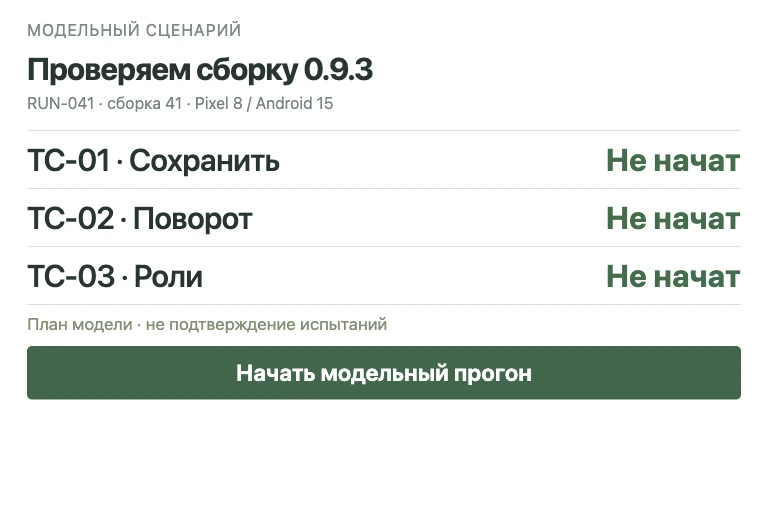 МОДЕЛЬНЫЙ СЦЕНАРИЙ
Проверяем сборку 0.9.3
RUN-041 · сборка 41 · Pixel 8 / Android 15
TC-01 · Сохранить Не начат
TC-02 · Поворот Не начат
TC-03 · Роли Не начат
План модели · не подтверждение испытаний
Начать модельный прогон